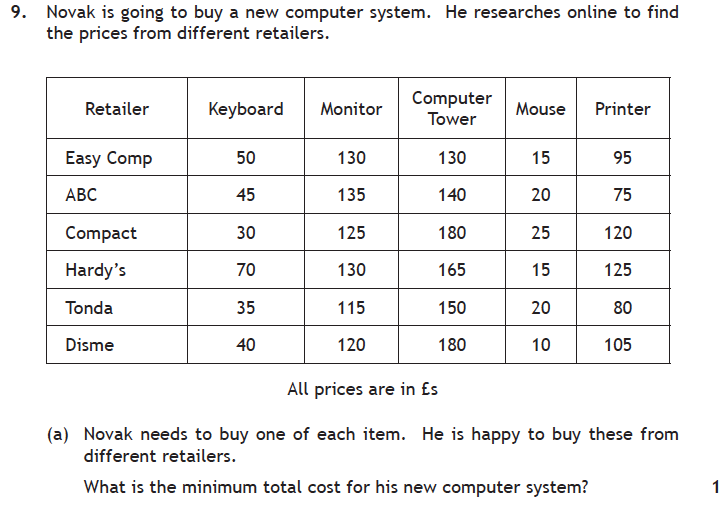 9. Novak is going to buy a new computer system. He researches online to find
the prices from different retailers.
Retailer Keyboard Monitor Computer Tower Mouse Printer
Easy Comp 50 130 130 15 95
ABC 45 135 140 20 75
Compact 30 125 180 25 120
Hardy's 70 130 165 15 125
Tonda 35 115 150 20 80
Disme 40 120 180 10 105
All prices are in £s
(a) Novak needs to buy one of each item. He is happy to buy these from
different retailers.
What is the minimum total cost for his new computer system? 1